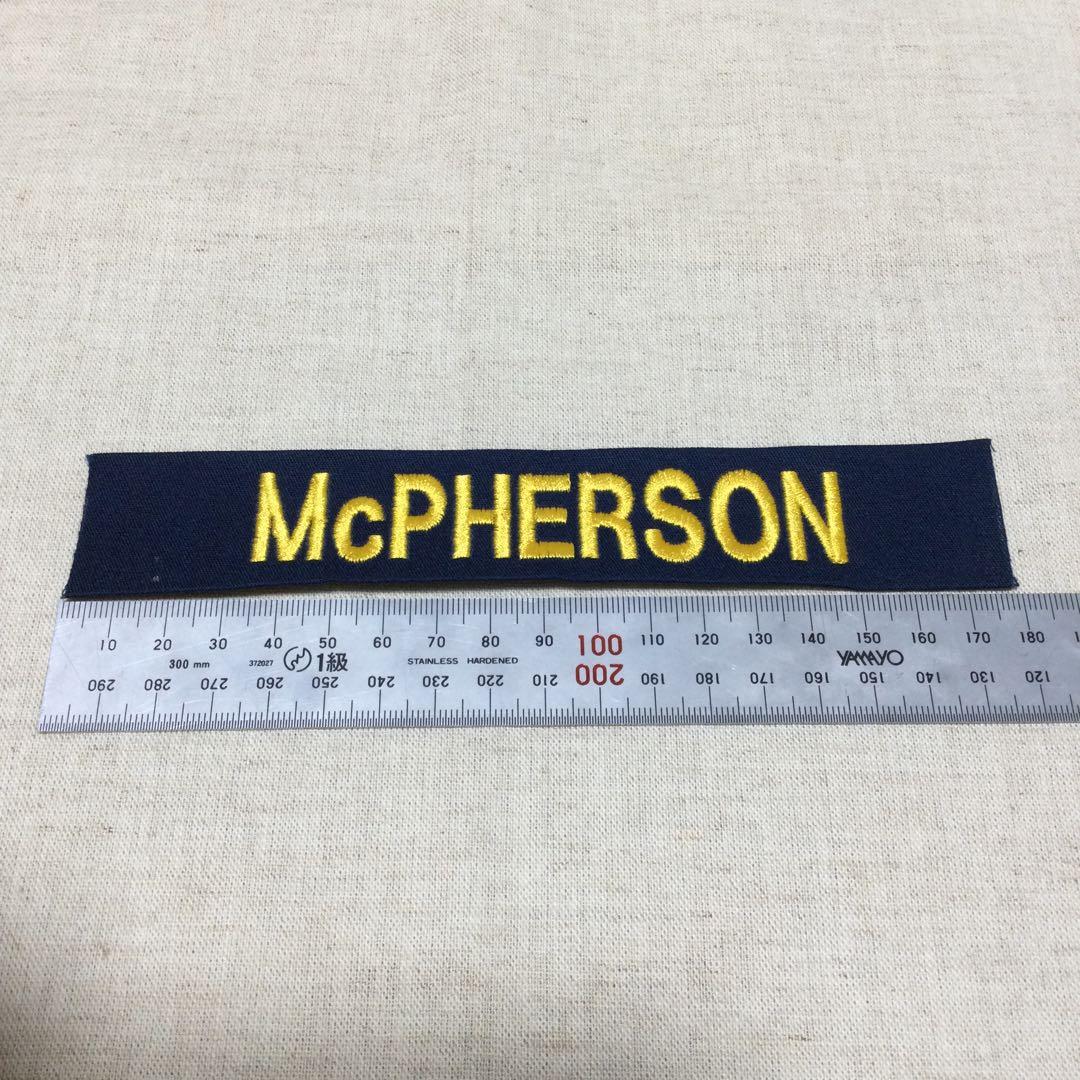 McPHERSON
10 20 30 40 50 60 70 80 90 100 110 120 130 140 150 160 170 180
300 mm 372027 1級 STAINLESS HARDENED YAMAYO
290 280 270 260 250 240 230 220 210 200 190 180 170 160 150 140 130 120